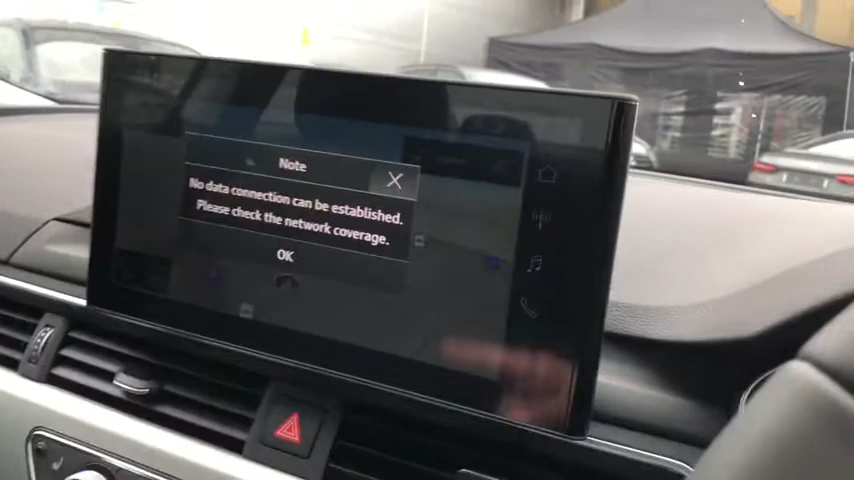 Note
No data connection can be established.
Please check the network coverage.
OK